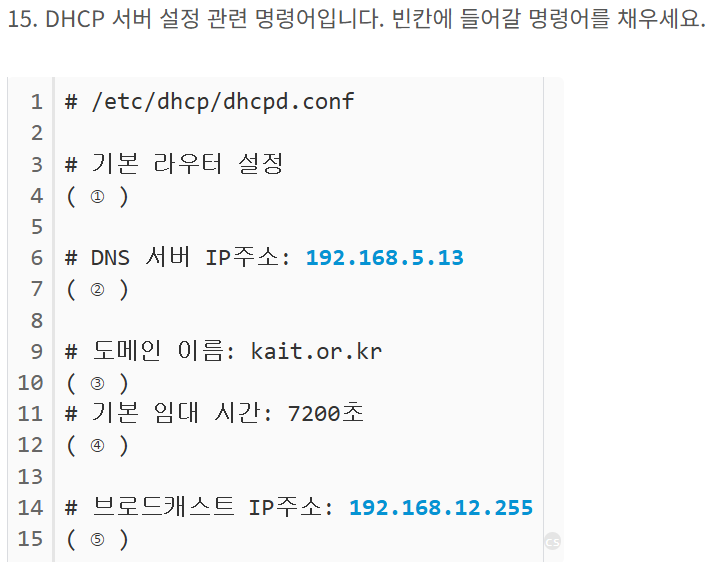 15. DHCP 서버 설정 관련 명령어입니다. 빈칸에 들어갈 명령어를 채우세요.
1 # /etc/dhcp/dhcpd.conf
2
3 # 기본 라우터 설정
4 ( ① )
5
6 # DNS 서버 IP주소: 192.168.5.13
7 ( ② )
8
9 # 도메인 이름: kait.or.kr
10 ( ③ )
11 # 기본 임대 시간: 7200초
12 ( ④ )
13
14 # 브로드캐스트 IP주소: 192.168.12.255
15 ( ⑤ )
cs